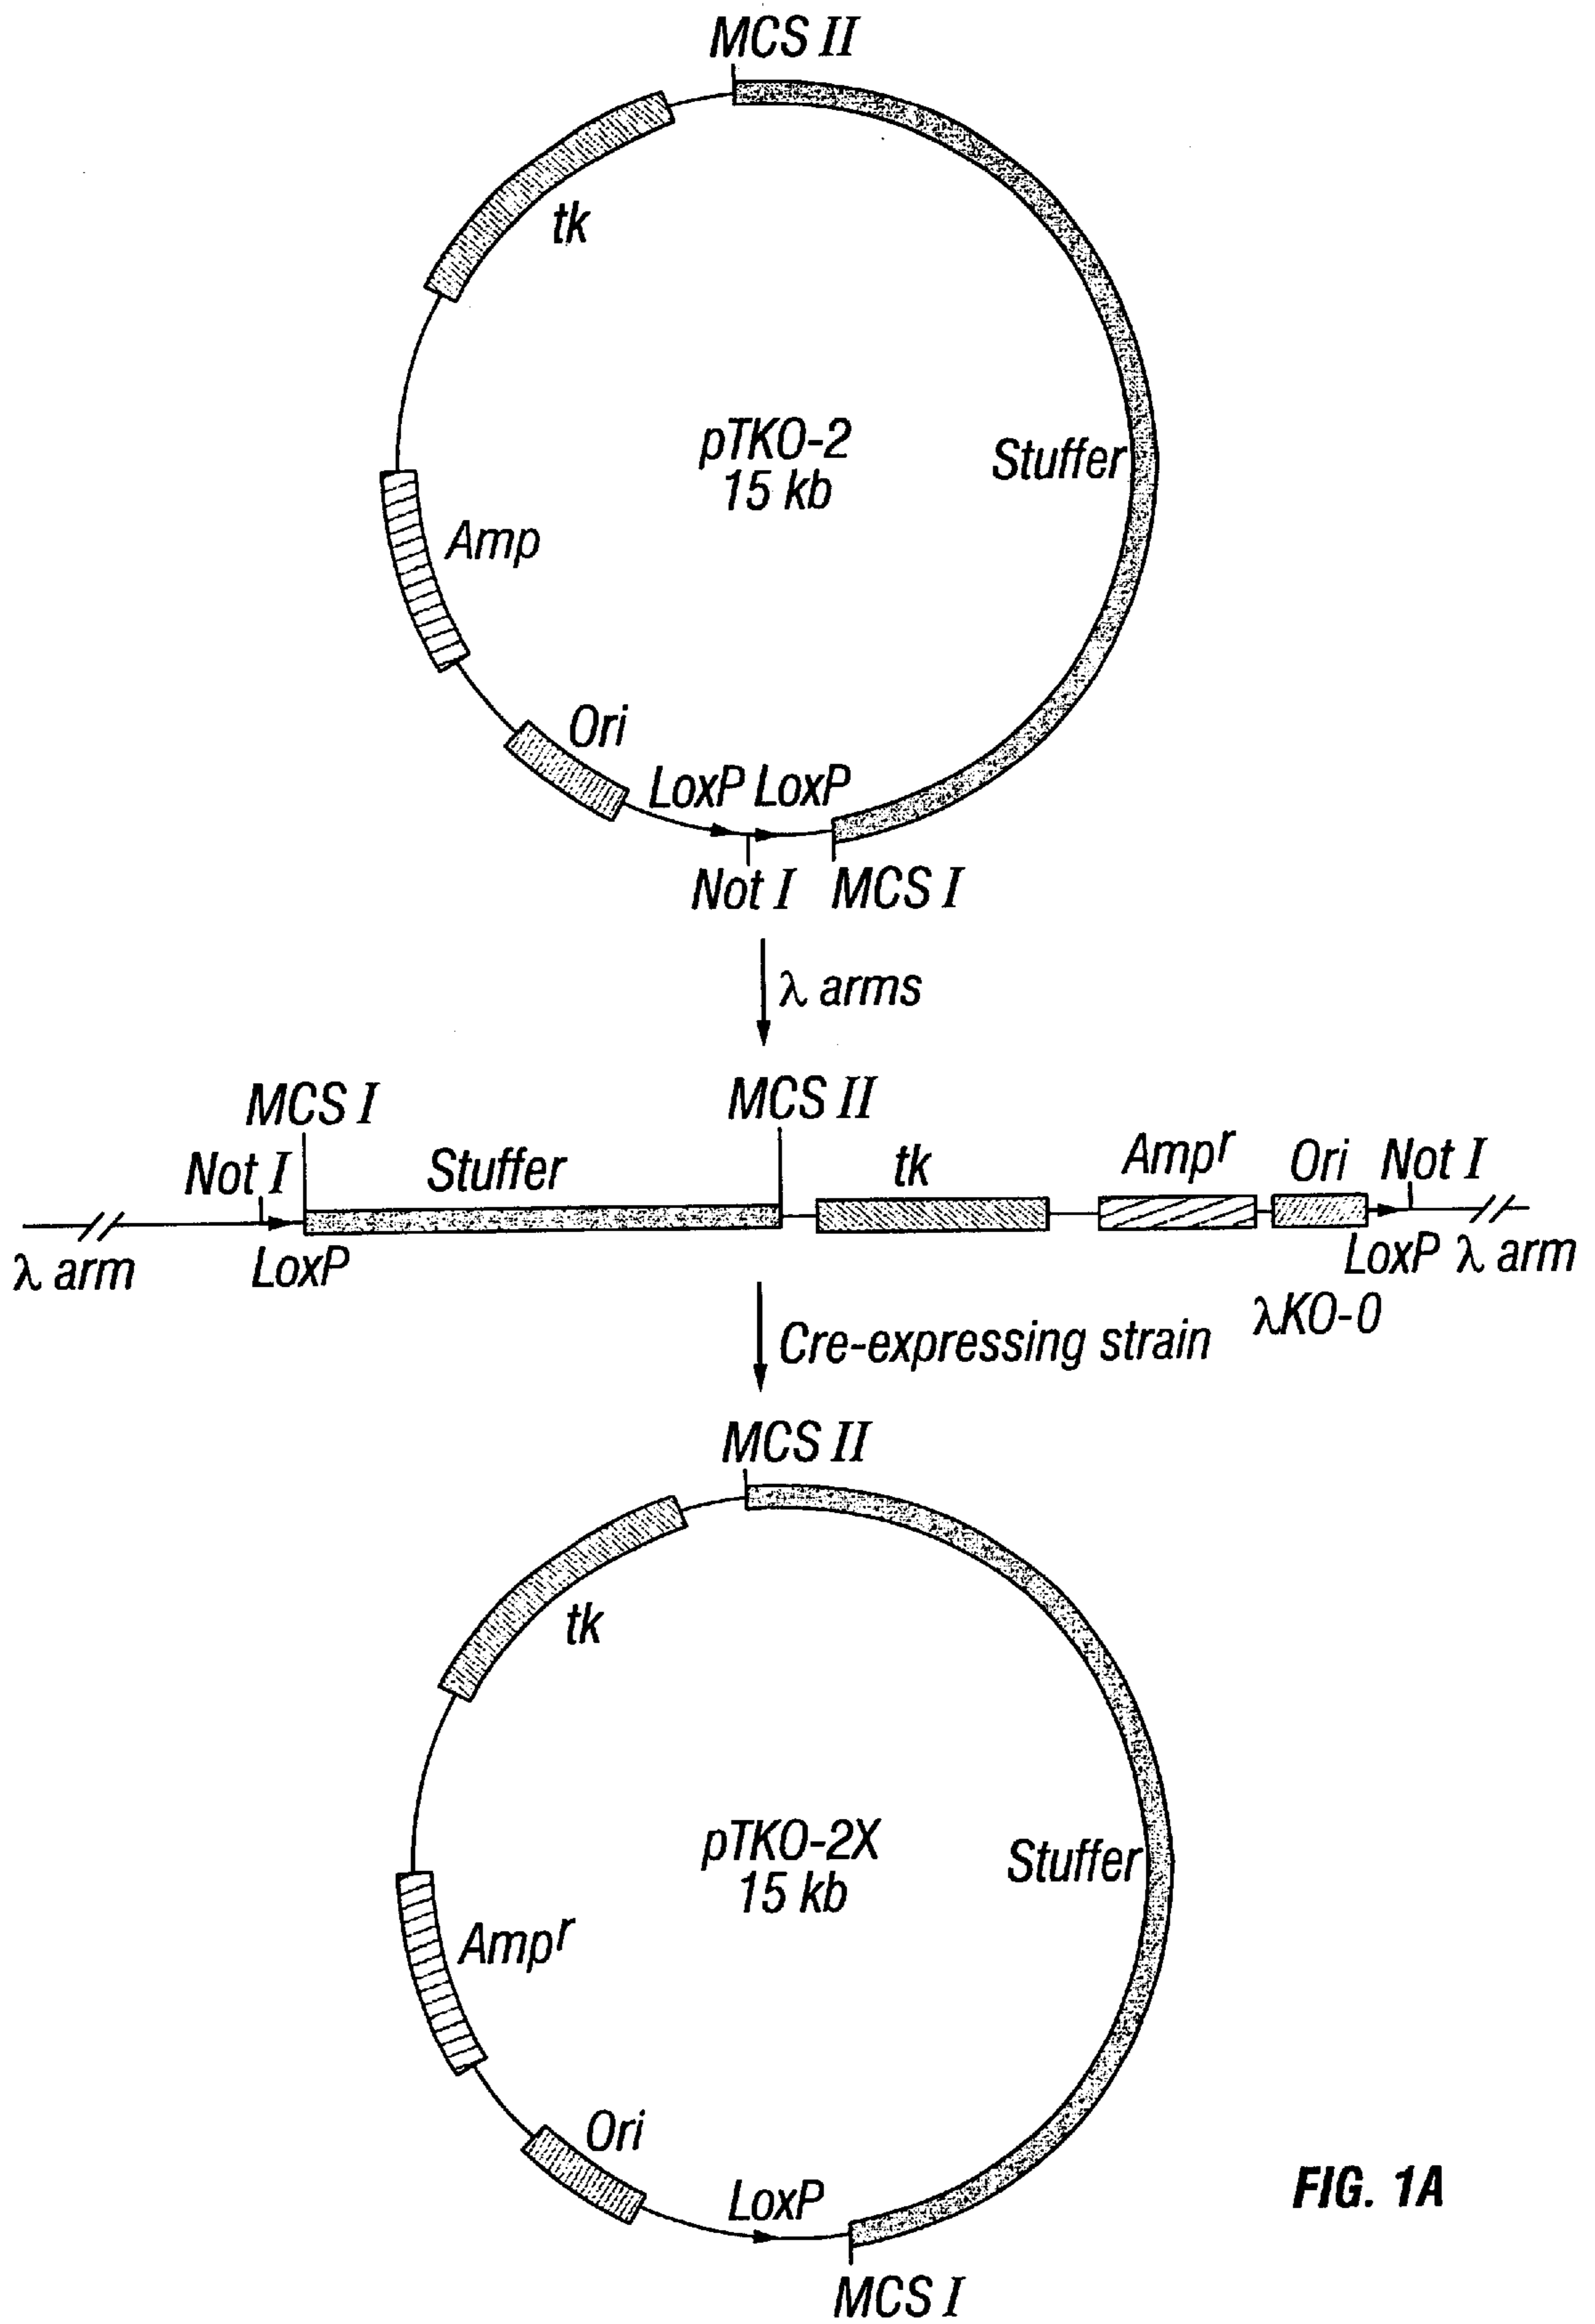 MCS II
tk
pTKO-2
15 kb
Stuffer
Amp
Ori
LoxP LoxP
Not I MCS I
λ arms
MCS I MCS II
Not I Stuffer tk Ampr Ori Not I
λ arm LoxP LoxP λ arm
λKO-0
Cre-expressing strain
MCS II
tk
pTKO-2X
15 kb
Stuffer
Ampr
Ori
LoxP
MCS I
FIG. 1A